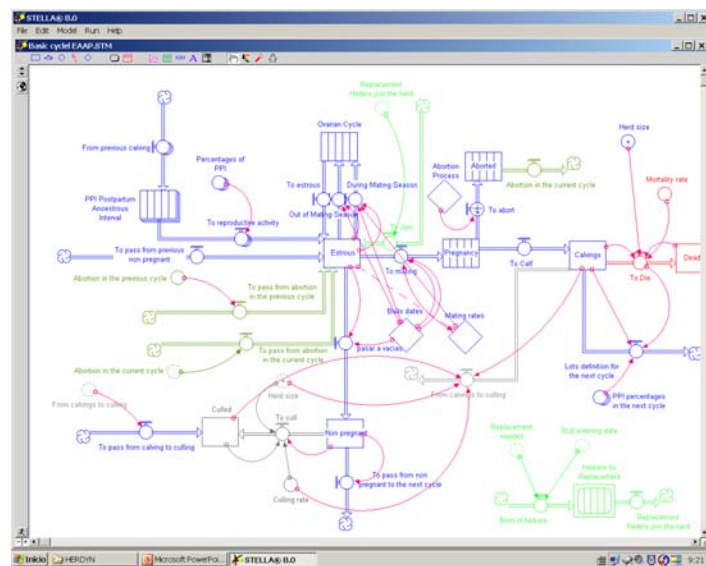 STELLA® 8.0
File Edit Model Run Help
Basic cyclel EAAP.STM
Replacement
Heifers join the herd
Ovarian Cycle
Herd size
From previous calving
Percentages of
PPI
Abortion
Process
Aborted
Abortion in the current cycle
Mortality rate
PPI Postpartum
Anoestrous
Interval
To estrous
During Mating Season
Out of Mating Season
To reproductive activity
To Join
To abort
To pass from previous
non pregnant
Estrous
Pregnancy
Calvings
Dead
To mating
To Calf
To Die
Abortion in the previous cycle
To pass from abortion
in the previous cycle
Bulls dates
Mating rates
To pass from abortion
in the current cycle
pasar a vacias
Lots definition for
the next cycle
Abortion in the current cycle
From calvings to culling
Herd size
From calvings to culling
PPI percentages
in the next cycle
Culled
To cull
Non pregnant
To pass from calving to culling
Replacement
needed
Bull entering date
Culling rate
To pass from non
pregnant to the next cycle
Heifers for
Replacement
Born of heifers
Replacement
Heifers join the herd
Inicio HERDYN Microsoft PowerPoi... STELLA® 8.0 9:21